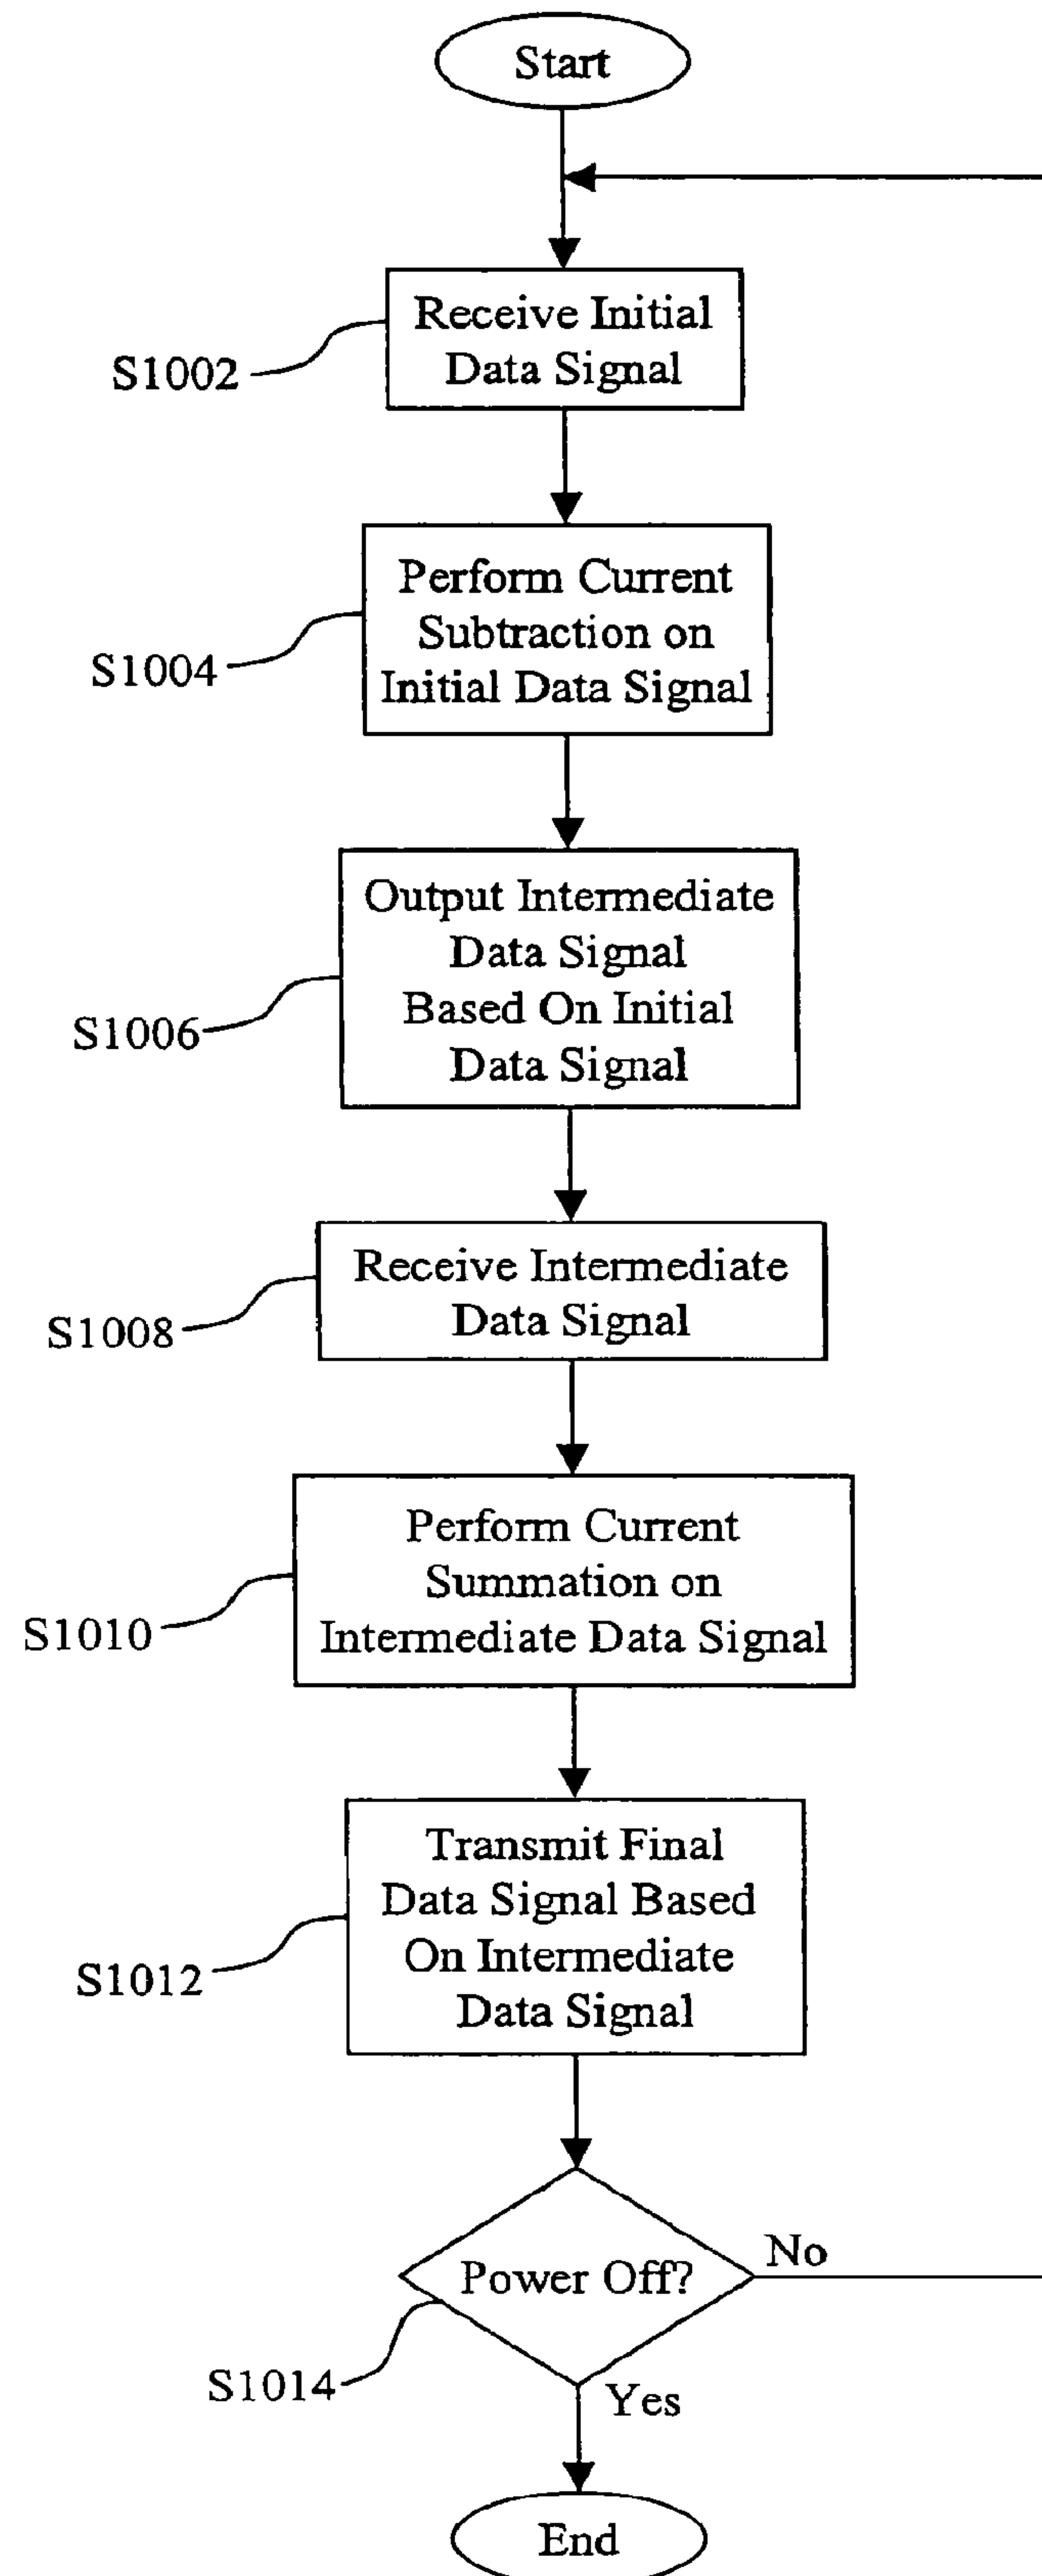 Start
Receive Initial
Data Signal
S1002
Perform Current
Subtraction on
Initial Data Signal
S1004
Output Intermediate
Data Signal
Based On Initial
Data Signal
S1006
Receive Intermediate
Data Signal
S1008
Perform Current
Summation on
Intermediate Data Signal
S1010
Transmit Final
Data Signal Based
On Intermediate
Data Signal
S1012
Power Off?
No
S1014
Yes
End